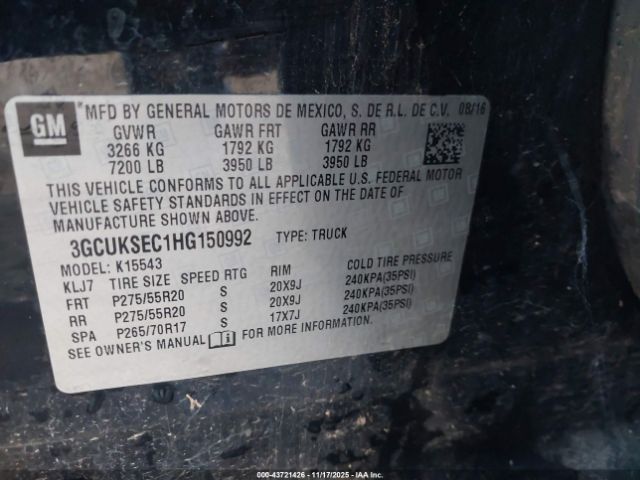 GM
*MFD BY GENERAL MOTORS DE MEXICO, S. DE R.L. DE C.V. 08/16
GVWR GAWR FRT GAWR RR
3266 KG 1792 KG 1792 KG
7200 LB 3950 LB 3950 LB
THIS VEHICLE CONFORMS TO ALL APPLICABLE U.S. FEDERAL MOTOR
VEHICLE SAFETY STANDARDS IN EFFECT ON THE DATE OF
MANUFACTURE SHOWN ABOVE.
3GCUKSEC1HG150992 TYPE: TRUCK
MODEL: K15543
KLJ7 TIRE SIZE SPEED RTG RIM COLD TIRE PRESSURE
FRT P275/55R20 S 20X9J 240KPA(35PSI)
RR P275/55R20 S 20X9J 240KPA(35PSI)
SPA P265/70R17 S 17X7J 240KPA(35PSI)
SEE OWNER'S MANUAL FOR MORE INFORMATION.
00-43721426 - 11/17/2025 - IAAI.COM